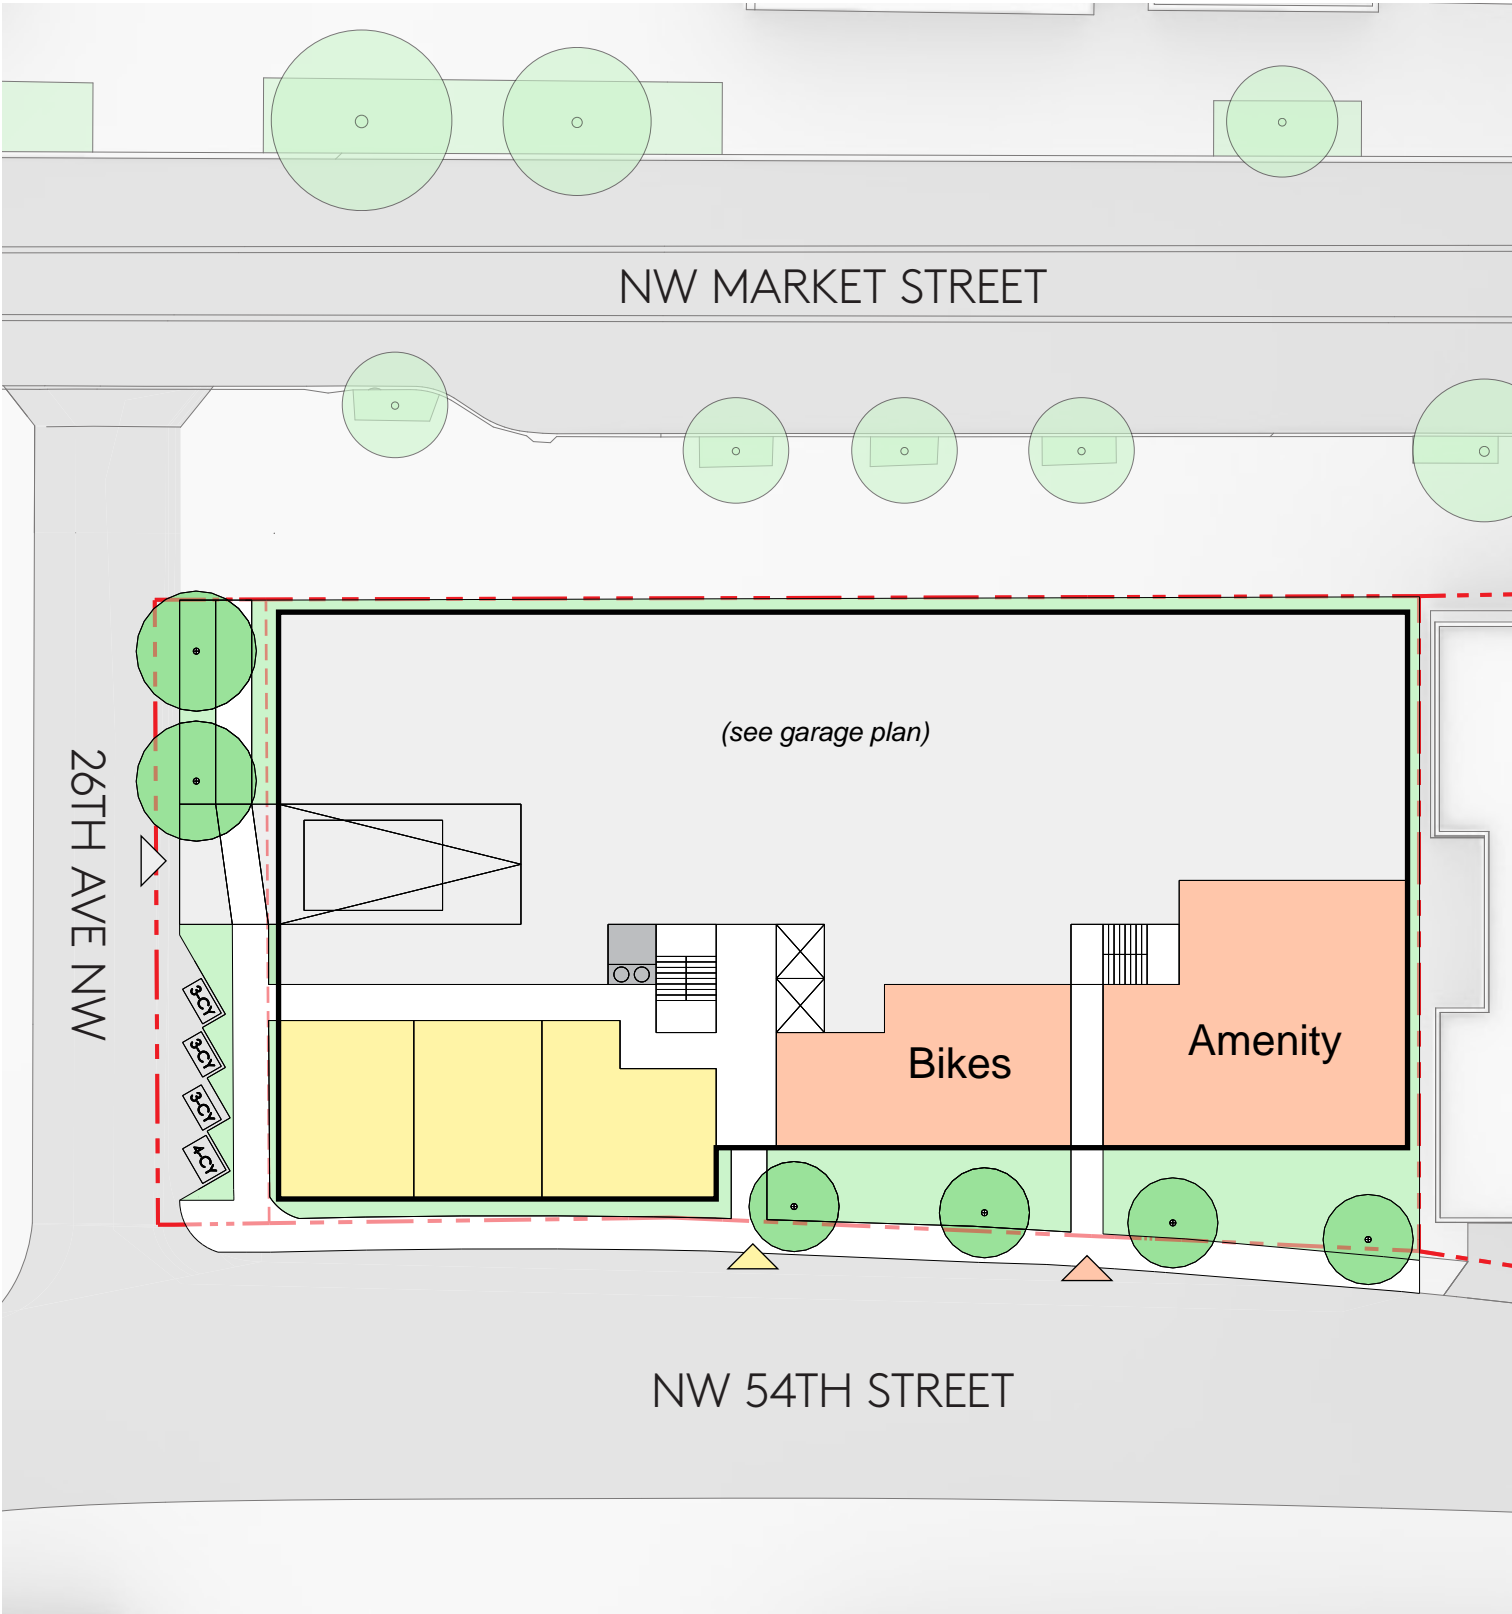 NW MARKET STREET
(see garage plan)
26TH AVE NW
3-CY
3-CY
3-CY
4-CY
Bikes
Amenity
NW 54TH STREET